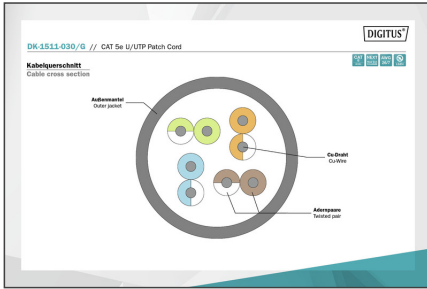 DIGITUS®
DK-1511-030/G // CAT 5e U/UTP Patch Cord
Kabelquerschnitt
Cable cross section
Außenmantel
Outer jacket
Cu-Draht
Cu-Wire
Aderspaare
Twisted pair